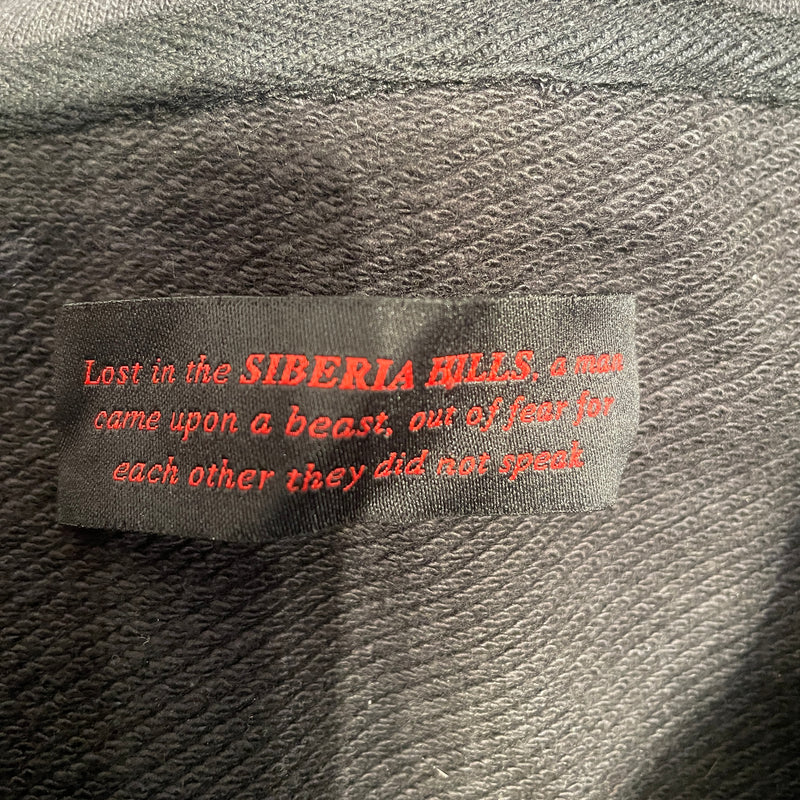 Lost in the SIBERIA HILLS, a man
came upon a beast, out of fear for
each other they did not speak